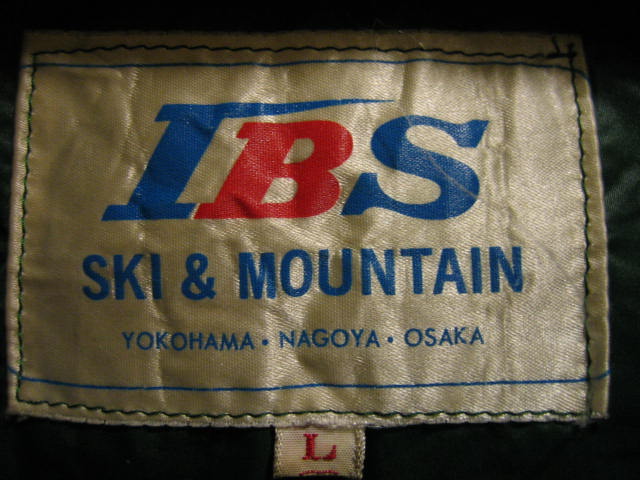 IBS
SKI & MOUNTAIN
YOKOHAMA · NAGOYA · OSAKA
L